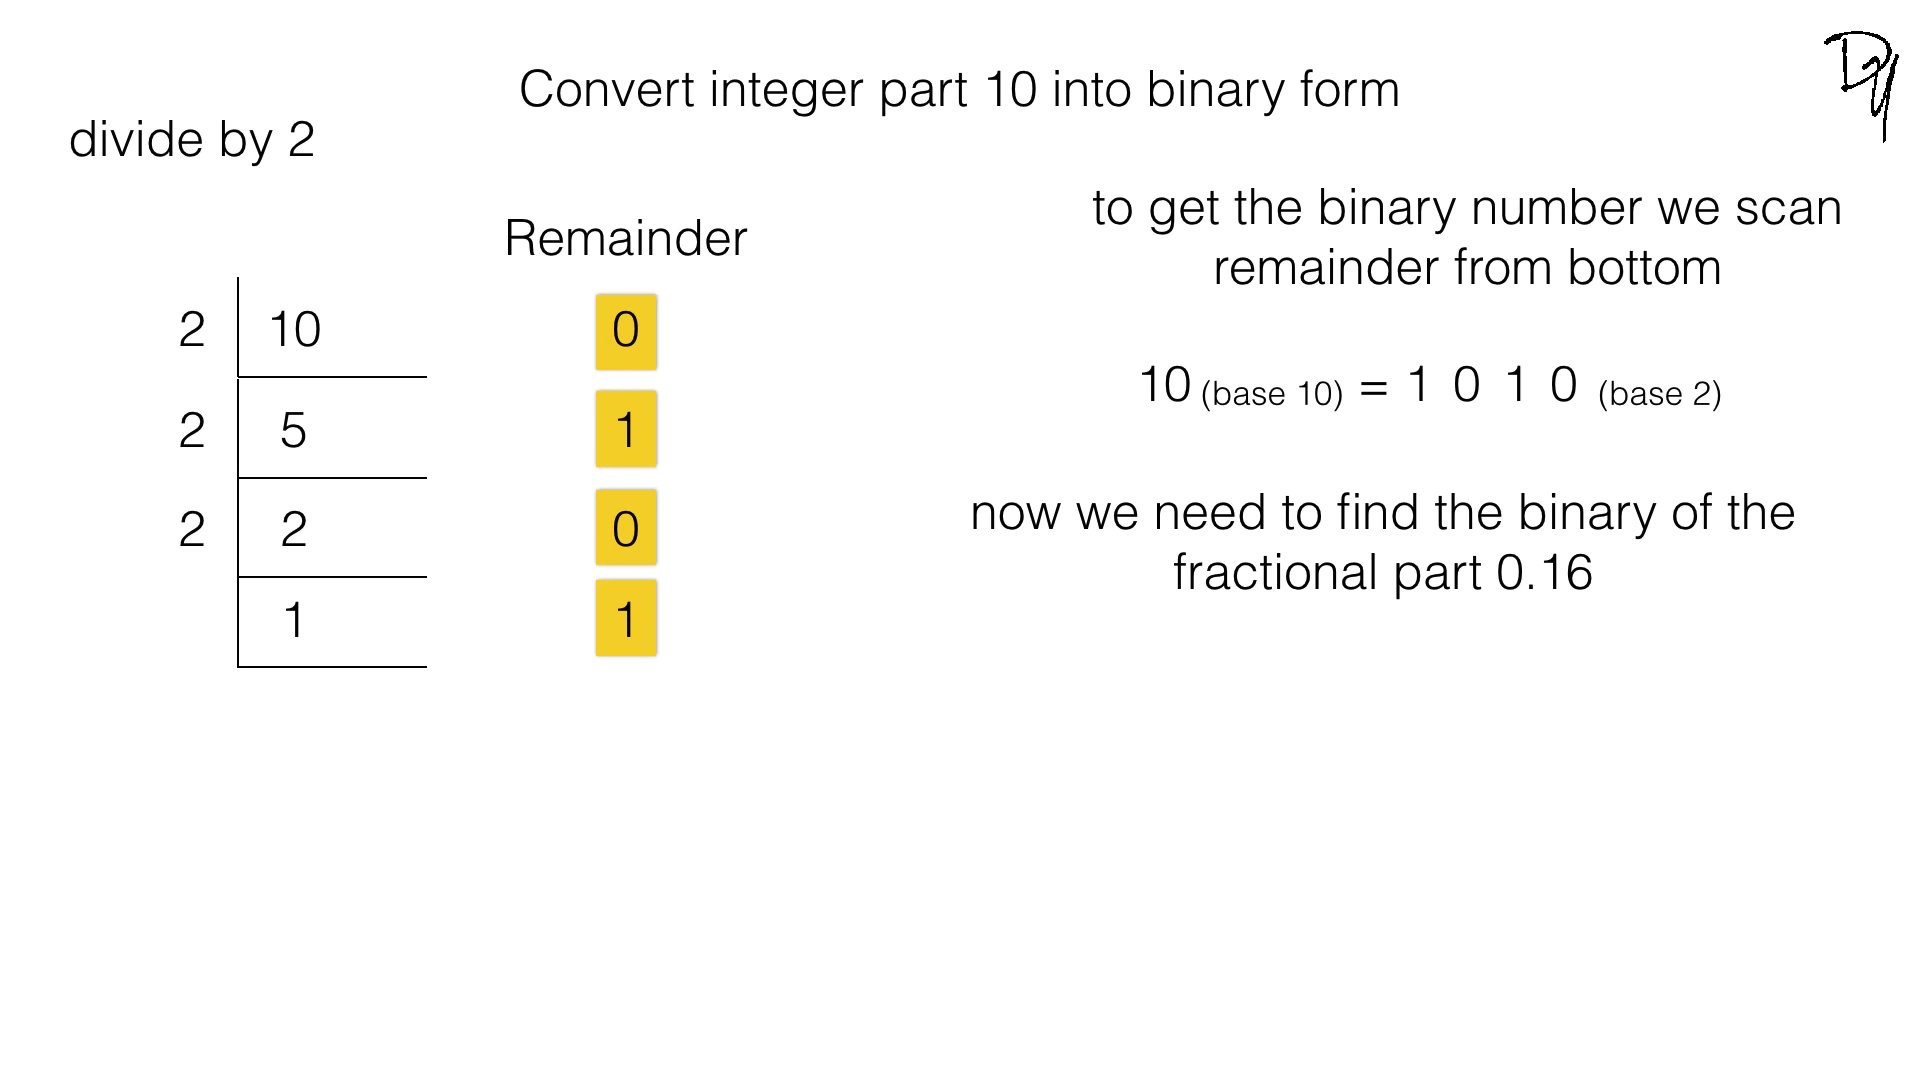 Convert integer part 10 into binary form
divide by 2
Remainder
2 10 0
2 5 1
2 2 0
1 1
to get the binary number we scan
remainder from bottom
10 (base 10) = 1 0 1 0 (base 2)
now we need to find the binary of the
fractional part 0.16